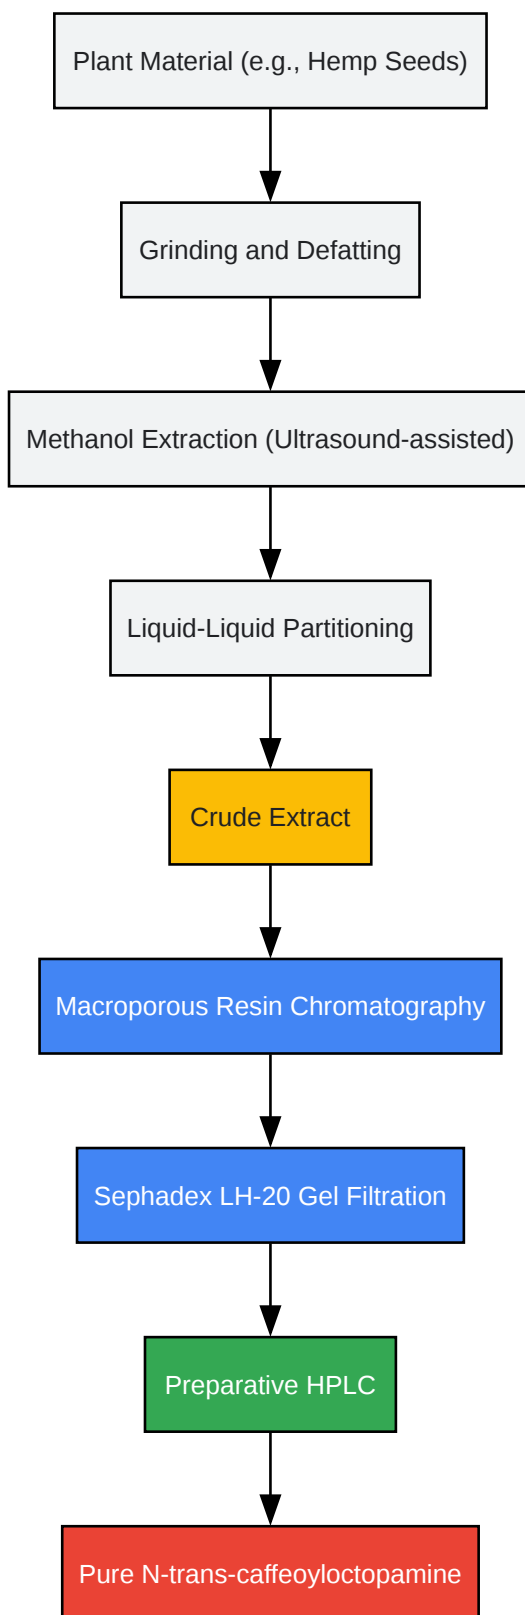 Plant Material (e.g., Hemp Seeds)
Grinding and Defatting
Methanol Extraction (Ultrasound-assisted)
Liquid-Liquid Partitioning
Crude Extract
Macroporous Resin Chromatography
Sephadex LH-20 Gel Filtration
Preparative HPLC
Pure N-trans-caffeoyloctopamine